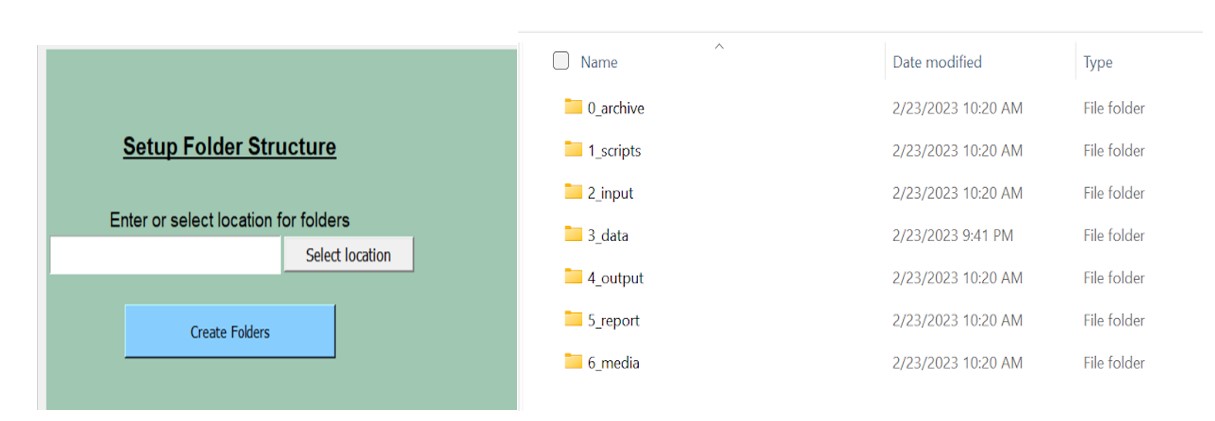 Setup Folder Structure
Enter or select location for folders
Select location
Create Folders
Name Date modified Type
0_archive 2/23/2023 10:20 AM File folder
1_scripts 2/23/2023 10:20 AM File folder
2_input 2/23/2023 10:20 AM File folder
3_data 2/23/2023 9:41 PM File folder
4_output 2/23/2023 10:20 AM File folder
5_report 2/23/2023 10:20 AM File folder
6_media 2/23/2023 10:20 AM File folder